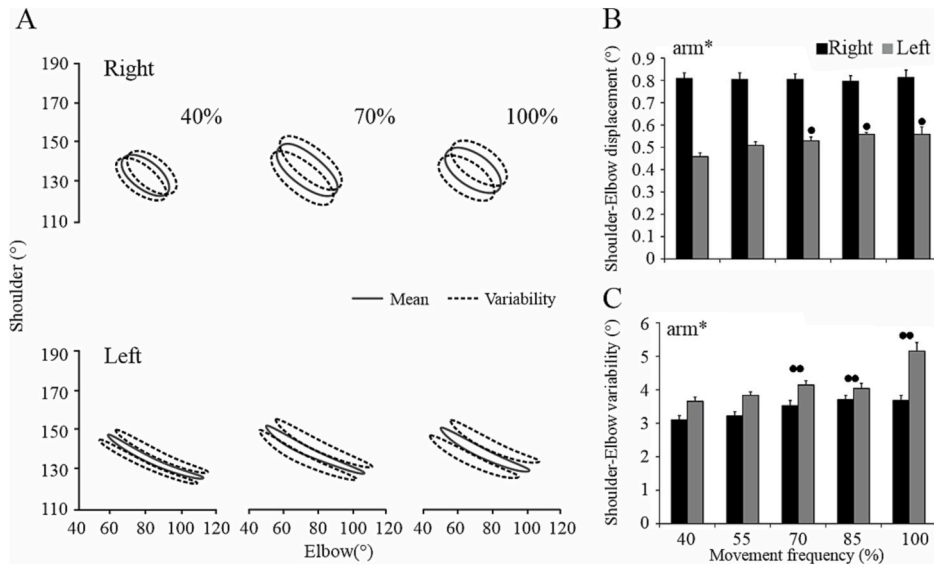 A
190
170
150
130
110
Right
40%
70%
100%
Shoulder (°)
Mean
Variability
190
170
150
130
110
Left
40 60 80 100 120
40 60 80 100 120
40 60 80 100 120
Elbow(°)
B
arm*
Right Left
Shoulder-Elbow displacement (°)
0.9
0.8
0.7
0.6
0.5
0.4
0.3
0.2
0.1
0
C
arm*
Shoulder-Elbow variability (°)
6
5
4
3
2
1
0
40 55 70 85 100
Movement frequency (%)